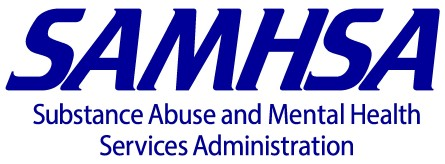 SAMHSA
Substance Abuse and Mental Health
Services Administration